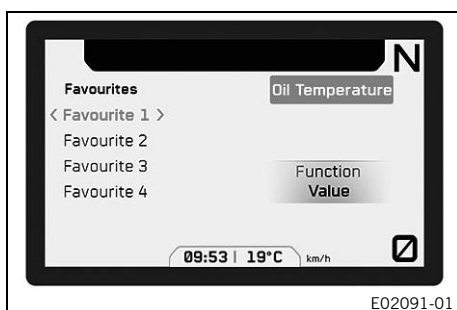 N
Favourites
Oil Temperature
< Favourite 1 >
Favourite 2
Favourite 3
Favourite 4
Function
Value
09:53 | 19°C km/h
0
E02091-01